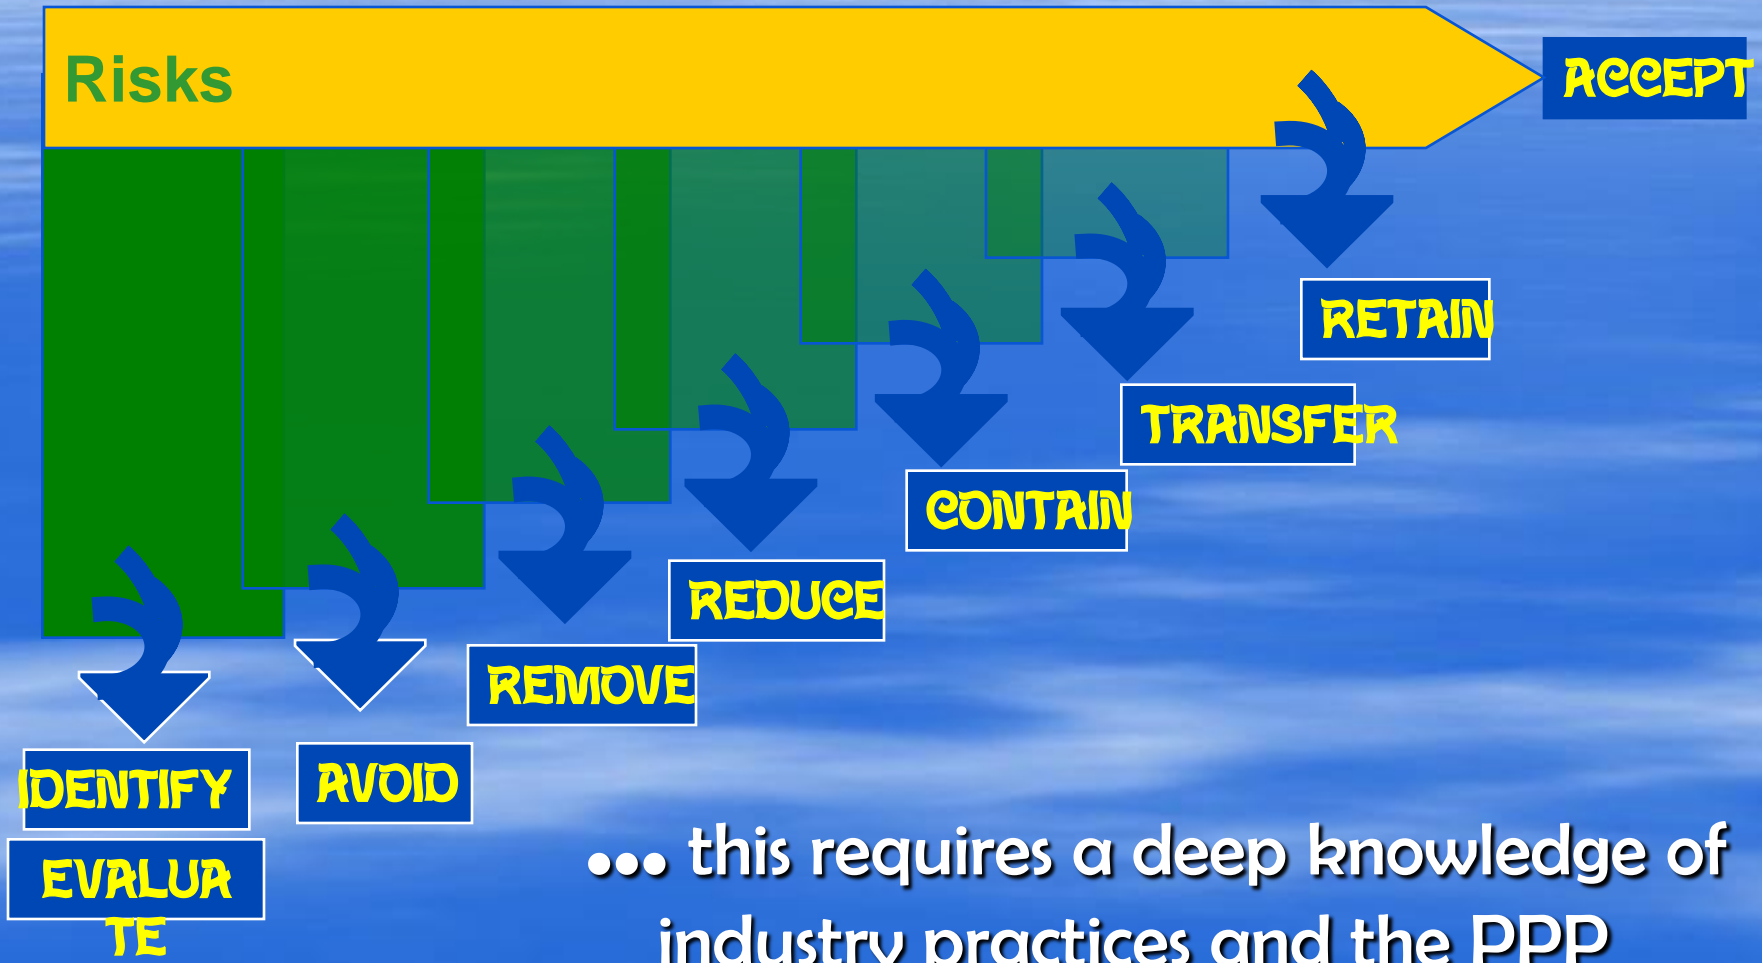 Risks
ACCEPT
RETAIN
TRANSFER
CONTAIN
REDUCE
REMOVE
AVOID
IDENTIFY
EVALUA
TE
... this requires a deep knowledge of
industry practices and the PPP